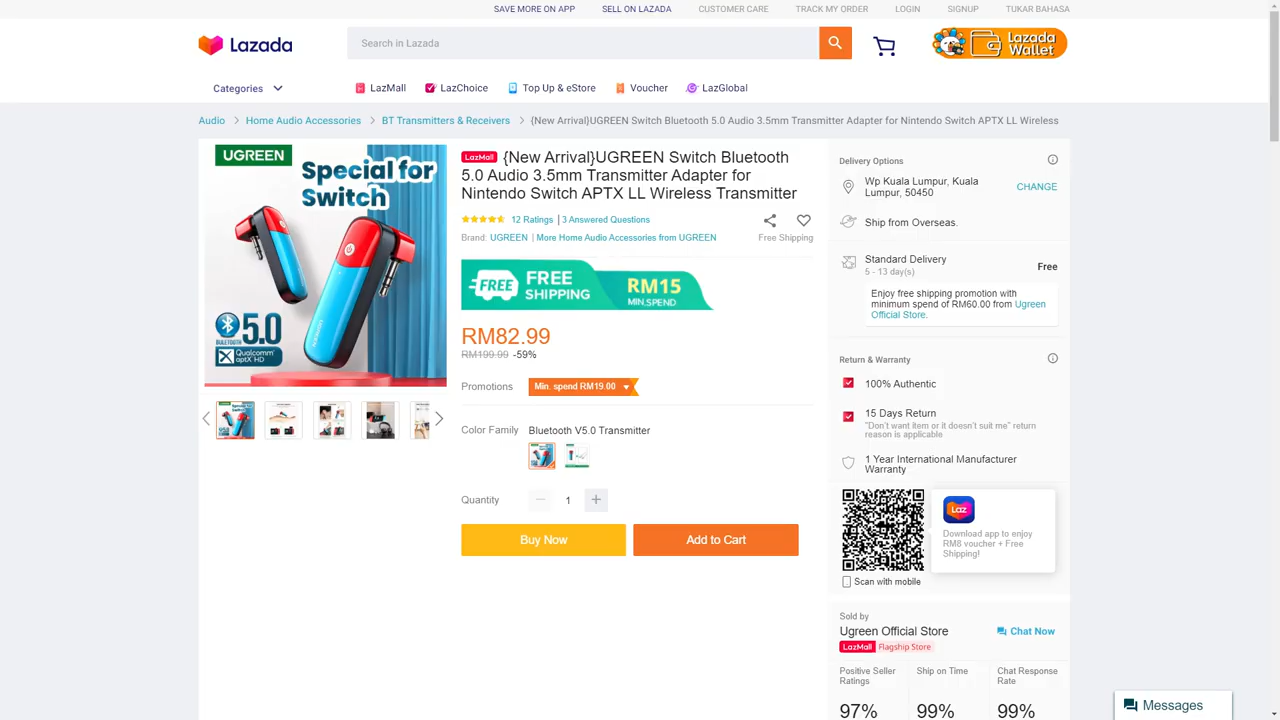 SAVE MORE ON APP
SELL ON LAZADA
CUSTOMER CARE
TRACK MY ORDER
LOGIN
SIGNUP
TUKAR BAHASA
Lazada
Search in Lazada
Lazada Wallet
Categories
LazMall
LazChoice
Top Up & eStore
Voucher
LazGlobal
Audio
Home Audio Accessories
BT Transmitters & Receivers
{New Arrival}UGREEN Switch Bluetooth 5.0 Audio 3.5mm Transmitter Adapter for Nintendo Switch APTX LL Wireless
UGREEN
Special for
Switch
5.0
Qualcomm
aptX HD
LazMall {New Arrival}UGREEN Switch Bluetooth
5.0 Audio 3.5mm Transmitter Adapter for
Nintendo Switch APTX LL Wireless Transmitter
12 Ratings | 3 Answered Questions
Brand: UGREEN | More Home Audio Accessories from UGREEN
Free Shipping
FREE
FREE
SHIPPING
RM15
MIN.SPEND
RM82.99
RM199.99 -59%
Promotions
Min. spend RM19.00
Color Family
Bluetooth V5.0 Transmitter
Quantity
1
Buy Now
Add to Cart
Delivery Options
Wp Kuala Lumpur, Kuala
Lumpur, 50450
CHANGE
Ship from Overseas.
Standard Delivery
5 - 13 day(s)
Free
Enjoy free shipping promotion with
minimum spend of RM60.00 from Ugreen
Official Store.
Return & Warranty
100% Authentic
15 Days Return
"Don't want item or it doesn't suit me" return
reason is applicable
1 Year International Manufacturer
Warranty
Laz
Download app to enjoy
RM8 voucher + Free
Shipping!
Scan with mobile
Sold by
Ugreen Official Store
Chat Now
LazMall Flagship Store
Positive Seller
Ratings
Ship on Time
Chat Response
Rate
97%
99%
99%
Messages